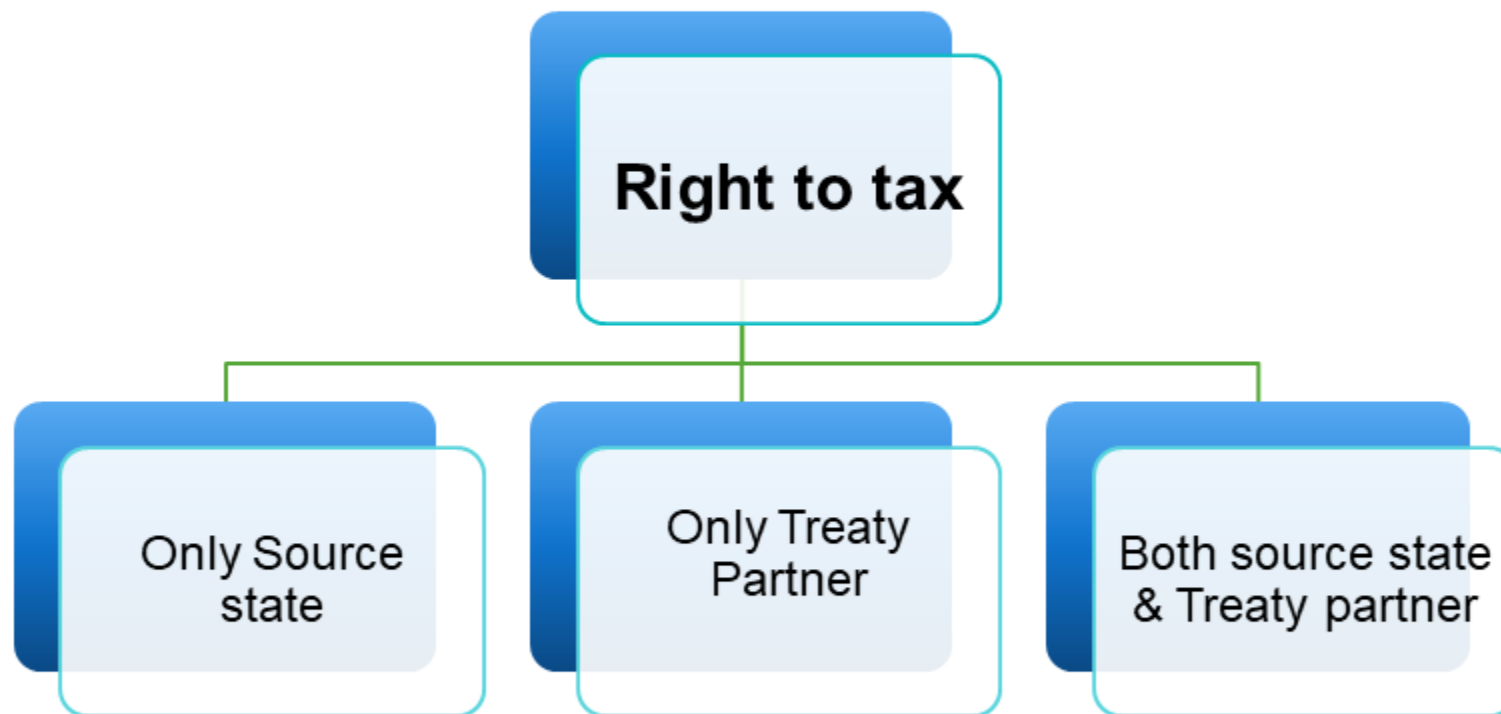 Right to tax
Only Source
state
Only Treaty
Partner
Both source state
& Treaty partner